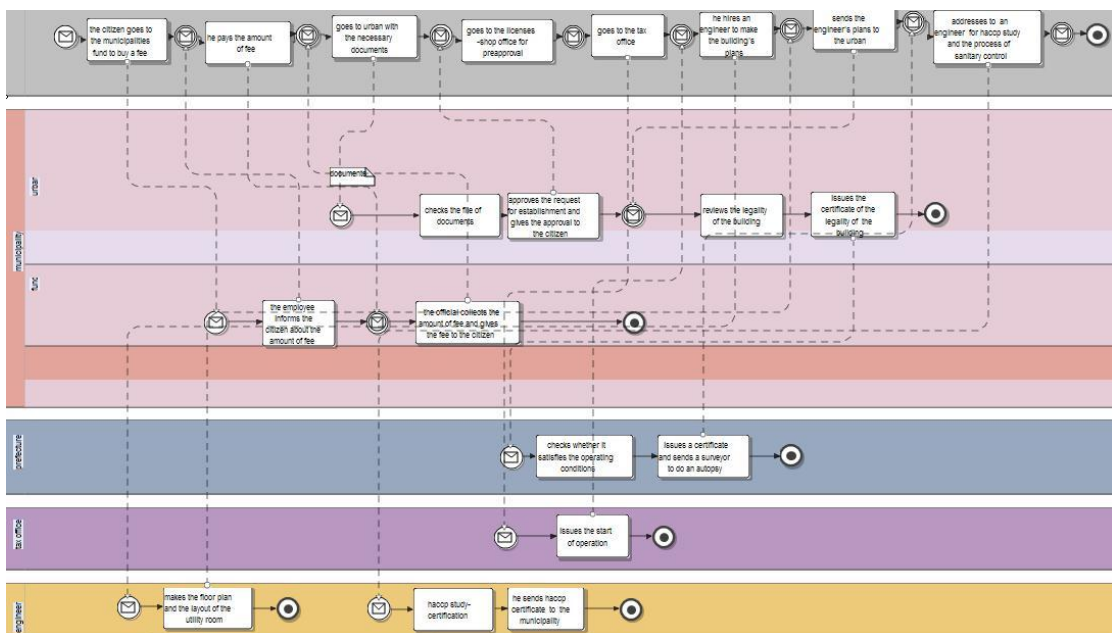 the citizen goes to
the municipalities
fund to buy a fee
he pays the amount
of fee
goes to urban with
the necessary
documents
goes to the licenses
-shop office for
preapproval
goes to the tax
office
he hires an
engineer to make
the building's
plans
sends the
engineer's plans to
the urban
addresses to an
engineer for haccp study
and the process of
sanitary control
municipality
urban
documents
checks the file of
documents
approves the request
for establishment and
gives the approval to
the citizen
reviews the legality
of the building
Issues the
certificate of the
legality of the
building
the employee
informs the
citizen about the
amount of fee
the official collects the
amount of fee and gives
the fee to the citizen
prefecture
checks whether it
satisfies the operating
conditions
Issues a certificate
and sends a surveyor
to do an autopsy
tax office
Issues the start
of operation
engineer
makes the floor plan
and the layout of the
utility room
haccp study-
certification
he sends haccp
certificate to the
municipality